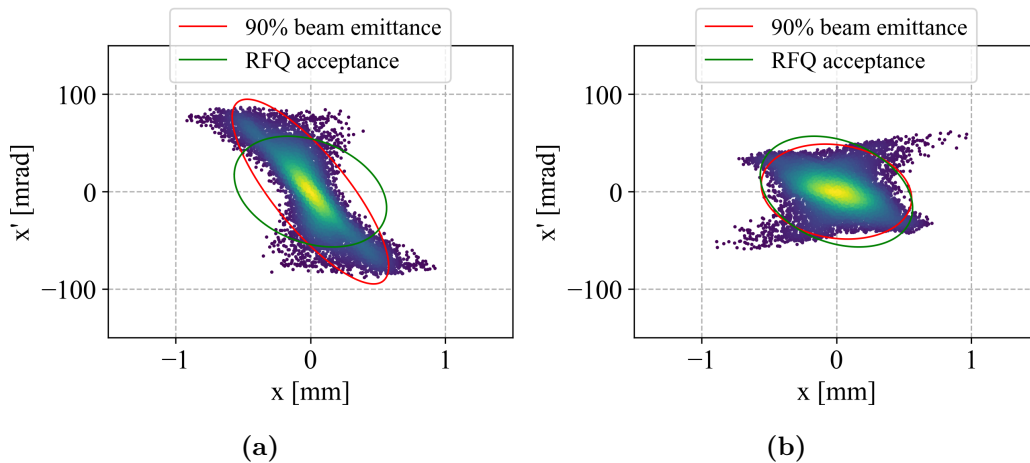 90% beam emittance
RFQ acceptance
x' [mrad]
100
0
−100
−1
0
1
x [mm]
(a)
90% beam emittance
RFQ acceptance
x' [mrad]
100
0
−100
−1
0
1
x [mm]
(b)